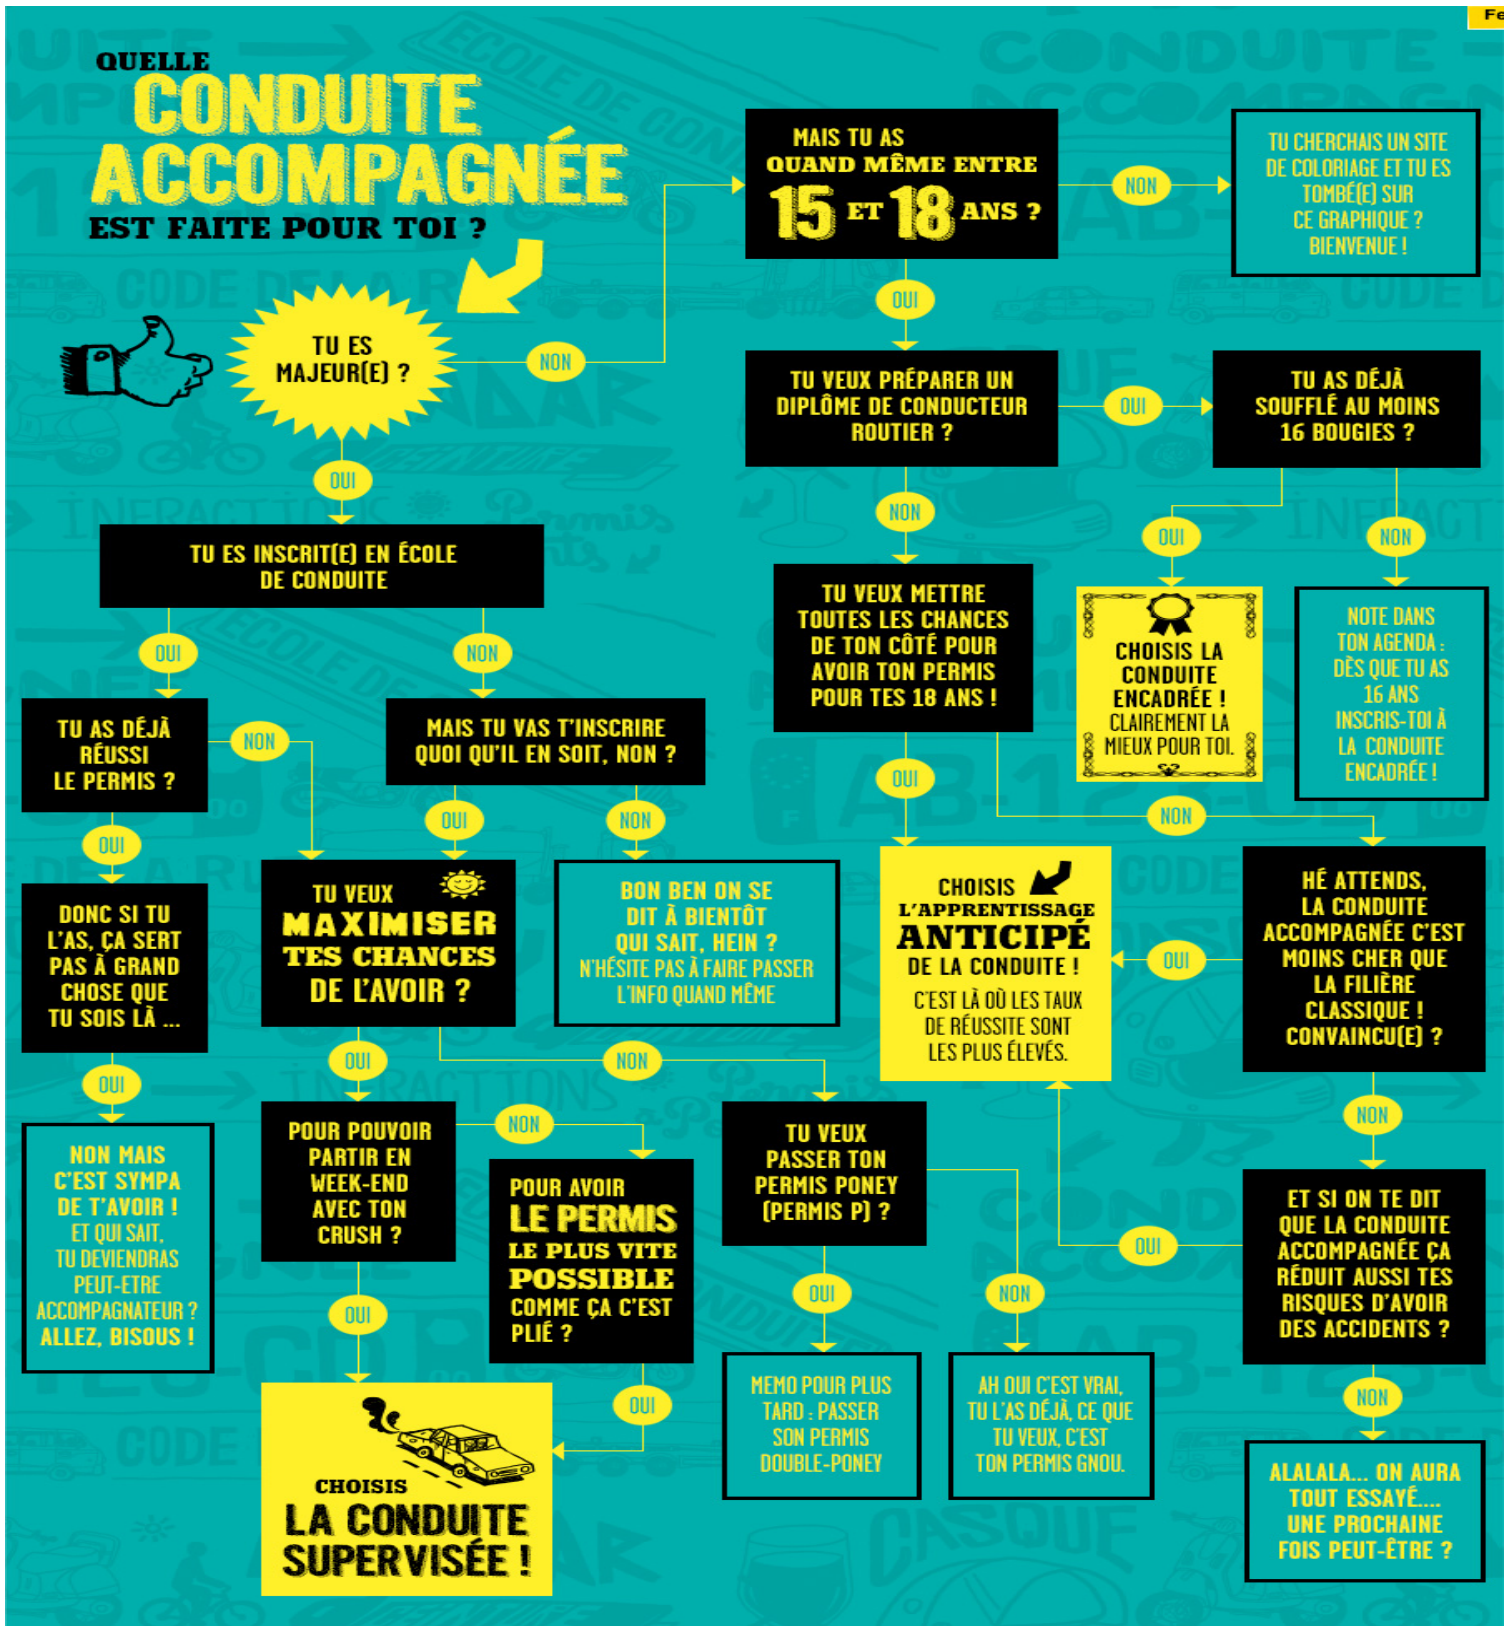 Fe
QUELLE
CONDUITE
ACCOMPAGNÉE
EST FAITE POUR TOI ?
TU ES
MAJEUR(E) ?
NON
MAIS TU AS
QUAND MÊME ENTRE
15 ET 18 ANS ?
NON
TU CHERCHAIS UN SITE
DE COLORIAGE ET TU ES
TOMBÉ(E) SUR
CE GRAPHIQUE ?
BIENVENUE !
OUI
TU VEUX PRÉPARER UN
DIPLÔME DE CONDUCTEUR
ROUTIER ?
OUI
TU AS DÉJÀ
SOUFFLÉ AU MOINS
16 BOUGIES ?
OUI
NON
CHOISIS LA
CONDUITE
ENCADRÉE !
CLAIREMENT LA
MIEUX POUR TOI.
NOTE DANS
TON AGENDA :
DÈS QUE TU AS
16 ANS
INSCRIS-TOI À
LA CONDUITE
ENCADRÉE !
NON
TU VEUX METTRE
TOUTES LES CHANCES
DE TON CÔTÉ POUR
AVOIR TON PERMIS
POUR TES 18 ANS !
OUI
NON
CHOISIS
L'APPRENTISSAGE
ANTICIPÉ
DE LA CONDUITE !
C'EST LÀ OÙ LES TAUX
DE RÉUSSITE SONT
LES PLUS ÉLEVÉS.
OUI
HÉ ATTENDS,
LA CONDUITE
ACCOMPAGNÉE C'EST
MOINS CHER QUE
LA FILIÈRE
CLASSIQUE !
CONVAINCU(E) ?
NON
OUI
ET SI ON TE DIT
QUE LA CONDUITE
ACCOMPAGNÉE ÇA
RÉDUIT AUSSI TES
RISQUES D'AVOIR
DES ACCIDENTS ?
NON
ALALALA... ON AURA
TOUT ESSAYÉ....
UNE PROCHAINE
FOIS PEUT-ÊTRE ?
OUI
TU ES INSCRIT(E) EN ÉCOLE
DE CONDUITE
OUI
NON
TU AS DÉJÀ
RÉUSSI
LE PERMIS ?
NON
MAIS TU VAS T'INSCRIRE
QUOI QU'IL EN SOIT, NON ?
OUI
OUI
NON
DONC SI TU
L'AS, ÇA SERT
PAS À GRAND
CHOSE QUE
TU SOIS LÀ ...
TU VEUX
MAXIMISER
TES CHANCES
DE L'AVOIR ?
BON BEN ON SE
DIT À BIENTÔT
QUI SAIT, HEIN ?
N'HÉSITE PAS À FAIRE PASSER
L'INFO QUAND MÊME
OUI
OUI
NON
NON MAIS
C'EST SYMPA
DE T'AVOIR !
ET QUI SAIT,
TU DEVIENDRAS
PEUT-ETRE
ACCOMPAGNATEUR ?
ALLEZ, BISOUS !
POUR POUVOIR
PARTIR EN
WEEK-END
AVEC TON
CRUSH ?
NON
POUR AVOIR
LE PERMIS
LE PLUS VITE
POSSIBLE
COMME ÇA C'EST
PLIÉ ?
TU VEUX
PASSER TON
PERMIS PONEY
(PERMIS P) ?
OUI
OUI
OUI
NON
CHOISIS
LA CONDUITE
SUPERVISÉE !
MEMO POUR PLUS
TARD : PASSER
SON PERMIS
DOUBLE-PONEY
AH OUI C'EST VRAI,
TU L'AS DÉJÀ, CE QUE
TU VEUX, C'EST
TON PERMIS GNOU.